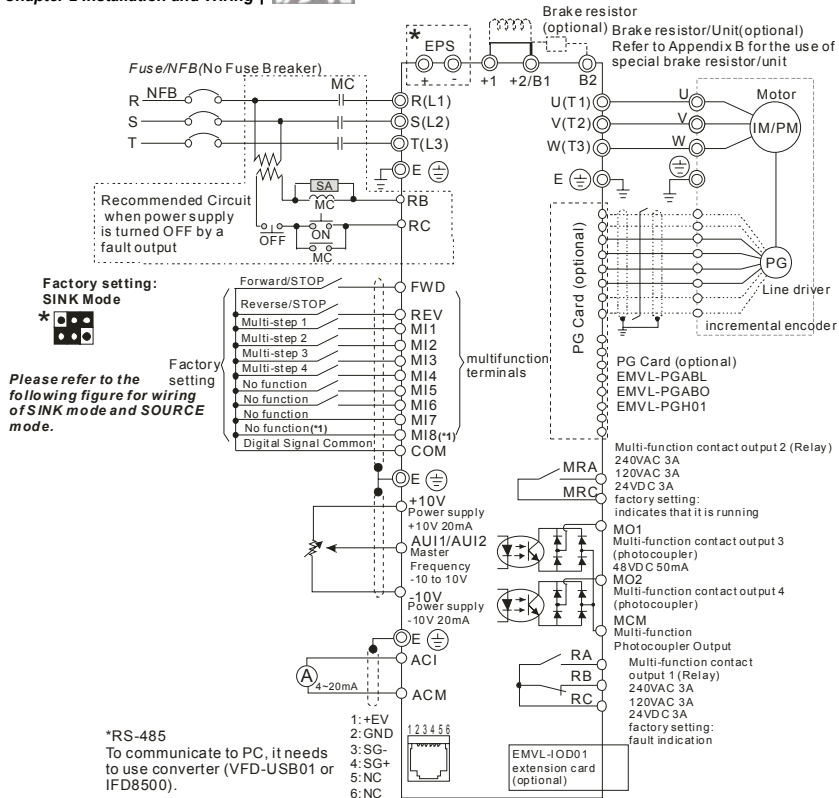 Brake resistor
(optional)
Brake resistor/Unit(optional)
Refer to Appendix B for the use of
special brake resistor/unit
* EPS
+ - +1 +2/B1 B2
Fuse/NFB(No Fuse Breaker)
NFB
MC
R
S
T
R(L1)
S(L2)
T(L3)
E
SA
MC
RB
RC
OFF
ON
MC
Recommended Circuit
when power supply
is turned OFF by a
fault output
U(T1)
V(T2)
W(T3)
E
U
V
W
Motor
IM/PM
PG
Line driver
incremental encoder
PG Card (optional)
PG Card (optional)
EMVL-PGABL
EMVL-PGABO
EMVL-PGH01
Factory setting:
SINK Mode
*
Please refer to the
following figure for wiring
of SINK mode and SOURCE
mode.
Factory
setting
Forward/STOP
Reverse/STOP
Multi-step 1
Multi-step 2
Multi-step 3
Multi-step 4
No function
No function
No function
No function(*1)
Digital Signal Common
FWD
REV
MI1
MI2
MI3
MI4
MI5
MI6
MI7
MI8(*1)
COM
multifunction
terminals
E
+10V
Power supply
+10V 20mA
AUI1/AUI2
Master
Frequency
-10 to 10V
-10V
Power supply
-10V 20mA
E
ACI
A
4~20mA
ACM
MRA
MRC
Multi-function contact output 2 (Relay)
240VAC 3A
120VAC 3A
24VDC 3A
factory setting:
indicates that it is running
MO1
Multi-function contact output 3
(photocoupler)
48VDC 50mA
MO2
Multi-function contact output 4
(photocoupler)
MCM
Multi-function
Photocoupler Output
RA
RB
RC
Multi-function contact
output 1 (Relay)
240VAC 3A
120VAC 3A
24VDC 3A
factory setting:
fault indication
*RS-485
To communicate to PC, it needs
to use converter (VFD-USB01 or
IFD8500).
1: +EV
2: GND
3: SG-
4: SG+
5: NC
6: NC
1 2 3 4 5 6
EMVL-IOD01
extension card
(optional)